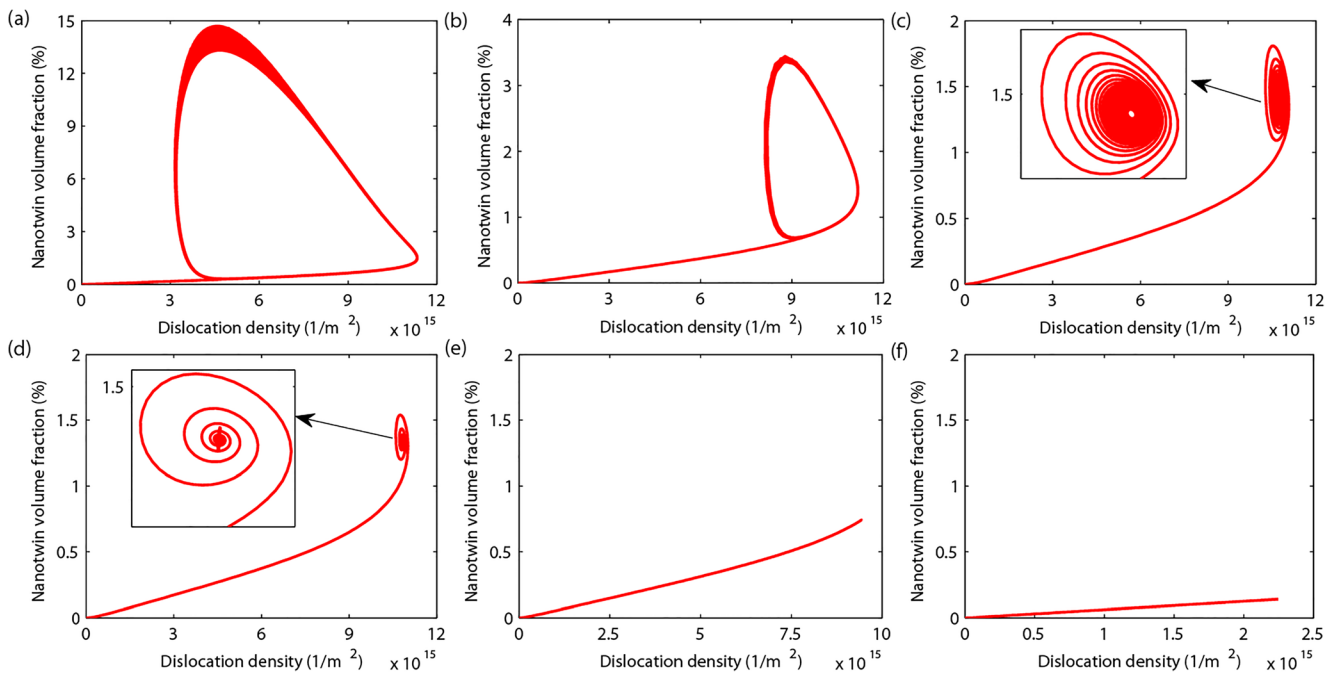 (a)
15
12
9
6
3
0
Nanotwin volume fraction (%)
0 3 6 9 12
Dislocation density (1/m 2)
x 10 15
(b)
4
3
2
1
0
Nanotwin volume fraction (%)
0 3 6 9 12
Dislocation density (1/m 2)
x 10 15
(c)
2
1.5
1
0.5
0
Nanotwin volume fraction (%)
1.5
0 3 6 9 12
Dislocation density (1/m 2)
x 10 15
(d)
2
1.5
1
0.5
0
Nanotwin volume fraction (%)
1.5
0 3 6 9 12
Dislocation density (1/m 2)
x 10 15
(e)
2
1.5
1
0.5
0
Nanotwin volume fraction (%)
0 2.5 5 7.5 10
Dislocation density (1/m 2)
x 10 15
(f)
2
1.5
1
0.5
0
Nanotwin volume fraction (%)
0 0.5 1 1.5 2 2.5
Dislocation density (1/m 2)
x 10 15